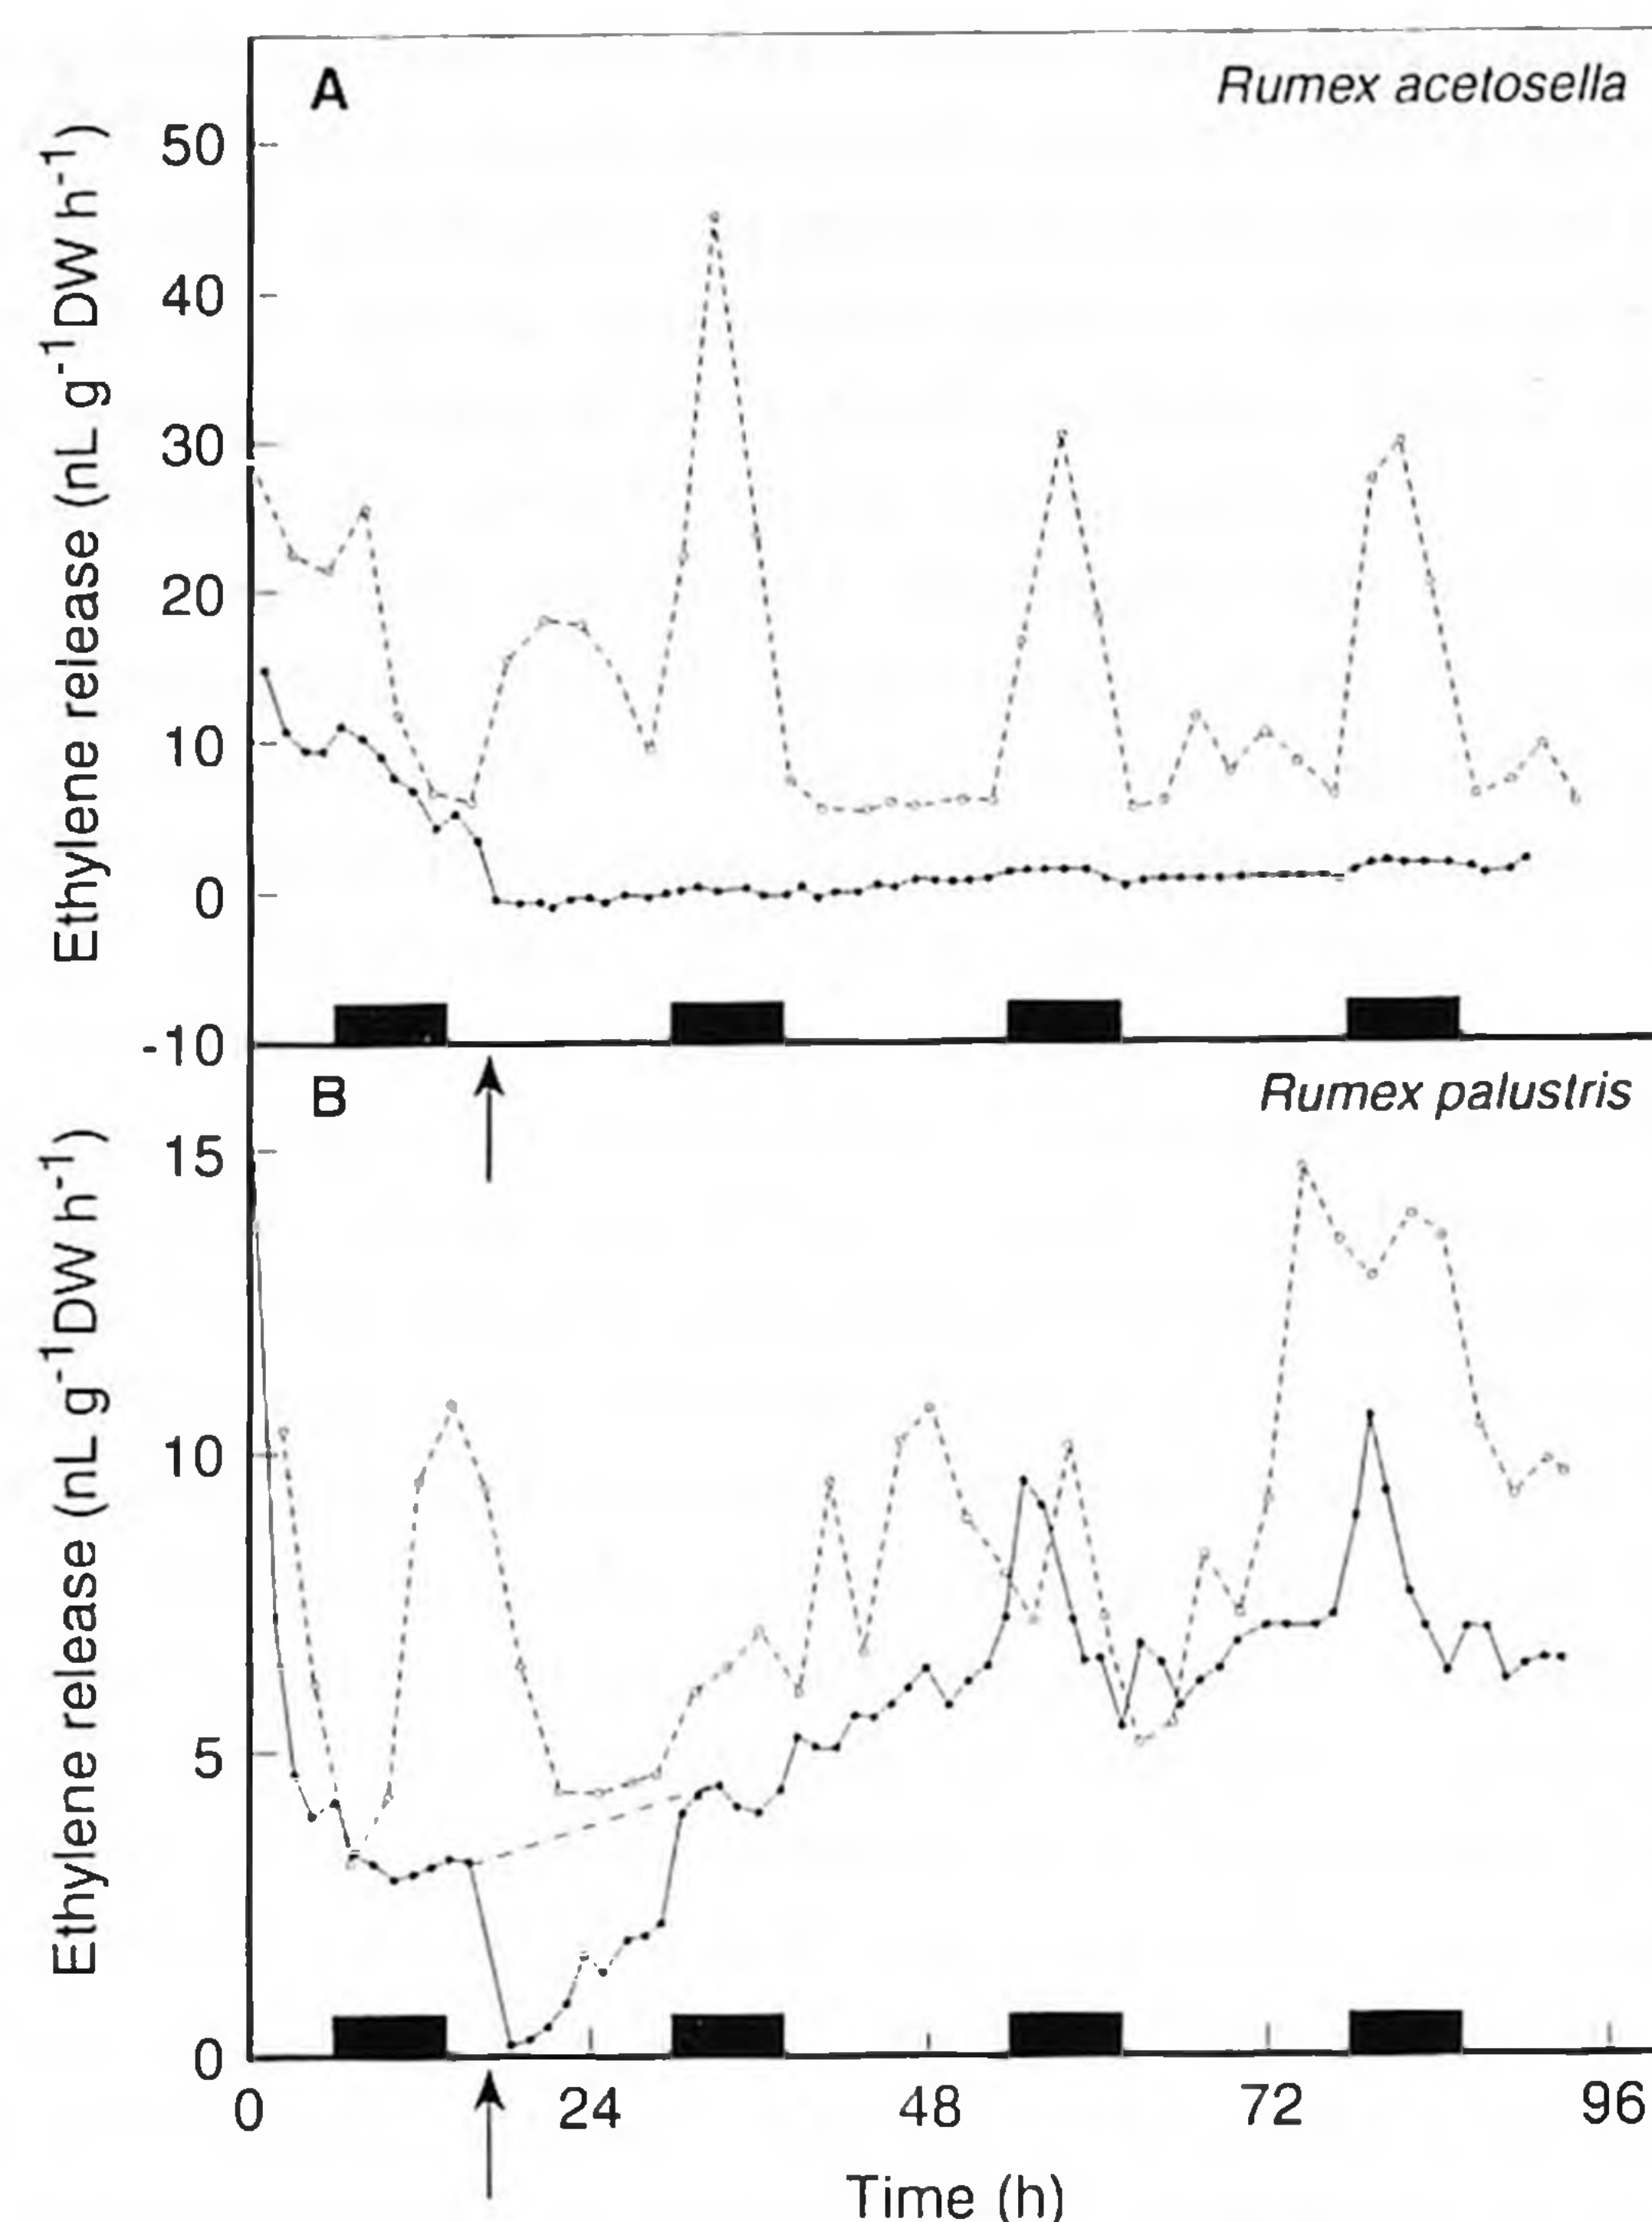 A
Rumex acetosella
Ethylene release (nL g-1DW h-1)
50
40
30
20
10
0
-10
B
Rumex palustris
Ethylene release (nL g-1DW h-1)
15
10
5
0
0 24 48 72 96
Time (h)